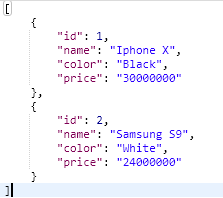 [
    {
        "id": 1,
        "name": "Iphone X",
        "color": "Black",
        "price": "30000000"
    },
    {
        "id": 2,
        "name": "Samsung S9",
        "color": "White",
        "price": "24000000"
    }
]